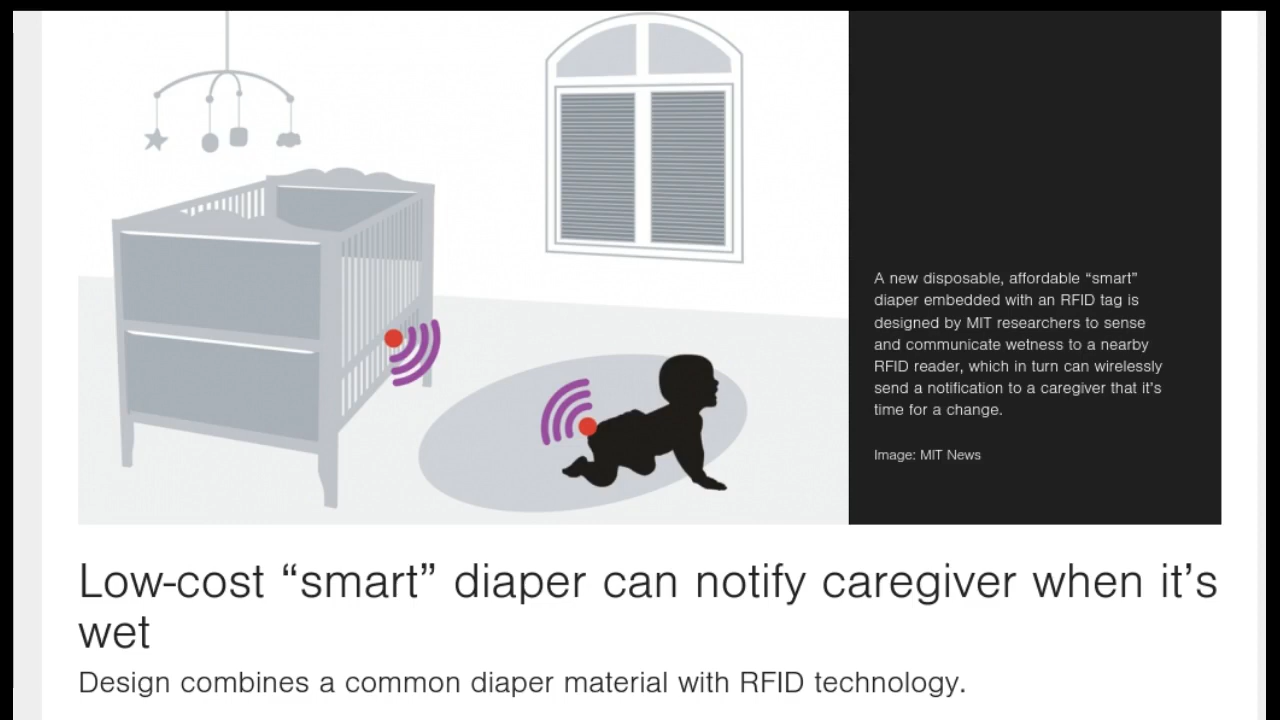 A new disposable, affordable “smart”
diaper embedded with an RFID tag is
designed by MIT researchers to sense
and communicate wetness to a nearby
RFID reader, which in turn can wirelessly
send a notification to a caregiver that it's
time for a change.
Image: MIT News
Low-cost “smart” diaper can notify caregiver when it’s
wet
Design combines a common diaper material with RFID technology.